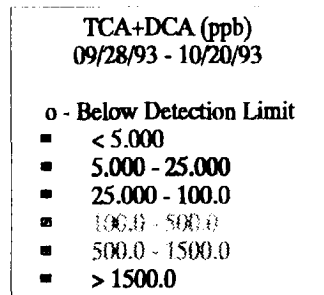 TCA+DCA (ppb)
09/28/93 - 10/20/93
o - Below Detection Limit
< 5.000
5.000 - 25.000
25.000 - 100.0
100.0 - 500.0
500.0 - 1500.0
> 1500.0